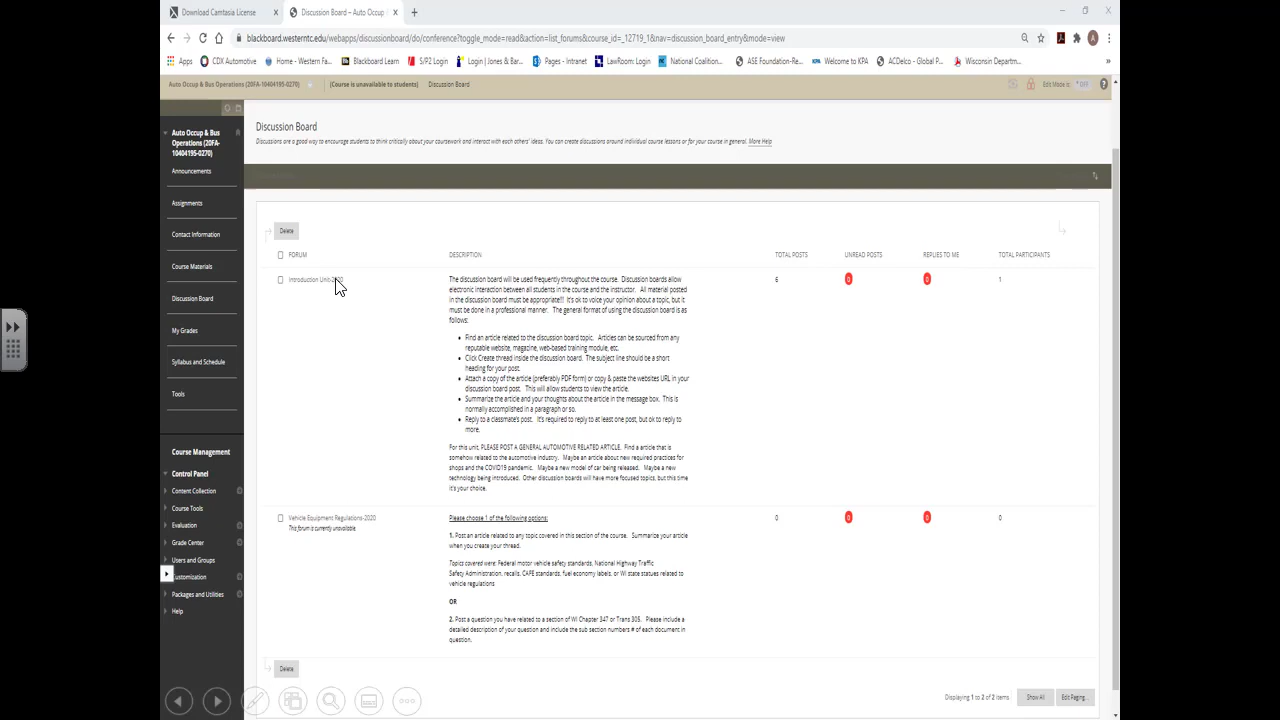 Download Camtasia License
Discussion Board – Auto Occup
blackboard.westerntc.edu/webapps/discussionboard/do/conference?toggle_mode=read&action=list_forums&course_id=_12719_1&nav=discussion_board_entry&mode=view
Apps CDX Automotive Home - Western Fa... Blackboard Learn S/P2 Login Login | Jones & Bar... Pages - Intranet LawRoom: Login National Coalition... ASE Foundation-Re... Welcome to KPA ACDelco - Global P... Wisconsin Departm...
Auto Occup & Bus Operations (20FA-10404195-0270) (Course is unavailable to students) Discussion Board Edit Mode is: OFF
Auto Occup & Bus
Operations (20FA-
10404195-0270)
Announcements
Assignments
Contact Information
Course Materials
Discussion Board
My Grades
Syllabus and Schedule
Tools
Course Management
Control Panel
Content Collection
Course Tools
Evaluation
Grade Center
Users and Groups
Customization
Packages and Utilities
Help
Discussion Board
Discussions are a good way to encourage students to think critically about your coursework and interact with each others' ideas. You can create discussions around individual course lessons or for your course in general. More Help
Delete
FORUM DESCRIPTION TOTAL POSTS UNREAD POSTS REPLIES TO ME TOTAL PARTICIPANTS
Introduction Unit-2020
The discussion board will be used frequently throughout the course. Discussion boards allow
electronic interaction between all students in the course and the instructor. All material posted
in the discussion board must be appropriate!! It's ok to voice your opinion about a topic, but it
must be done in a professional manner. The general format of using the discussion board is as
follows:
6 0 0 1
• Find an article related to the discussion board topic. Articles can be sourced from any
reputable website, magazine, web-based training module, etc.
• Click Create thread inside the discussion board. The subject line should be a short
heading for your post.
• Attach a copy of the article (preferably PDF form) or copy & paste the websites URL in your
discussion board post. This will allow students to view the article.
• Summarize the article and your thoughts about the article in the message box. This is
normally accomplished in a paragraph or so.
• Reply to a classmate's post. It's required to reply to at least one post, but ok to reply to
more.
For this unit, PLEASE POST A GENERAL AUTOMOTIVE RELATED ARTICLE. Find a article that is
somehow related to the automotive industry. Maybe an article about new required practices for
shops and the COVID19 pandemic. Maybe a new model of car being released. Maybe a new
technology being introduced. Other discussion boards will have more focused topics, but this time
it's your choice.
Vehicle Equipment Regulations-2020
This forum is currently unavailable
Please choose 1 of the following options:
0 0 0 0
1. Post an article related to any topic covered in this section of the course. Summarize your article
when you create your thread.
Topics covered were: Federal motor vehicle safety standards, National Highway Traffic
Safety Administration, recalls, CAFE standards, fuel economy labels, or WI state statues related to
vehicle regulations
OR
2. Post a question you have related to a section of WI Chapter 347 or Trans 305. Please include a
detailed description of your question and include the sub section numbers # of each document in
question.
Delete
Displaying 1 to 2 of 2 items Show All Edit Paging...